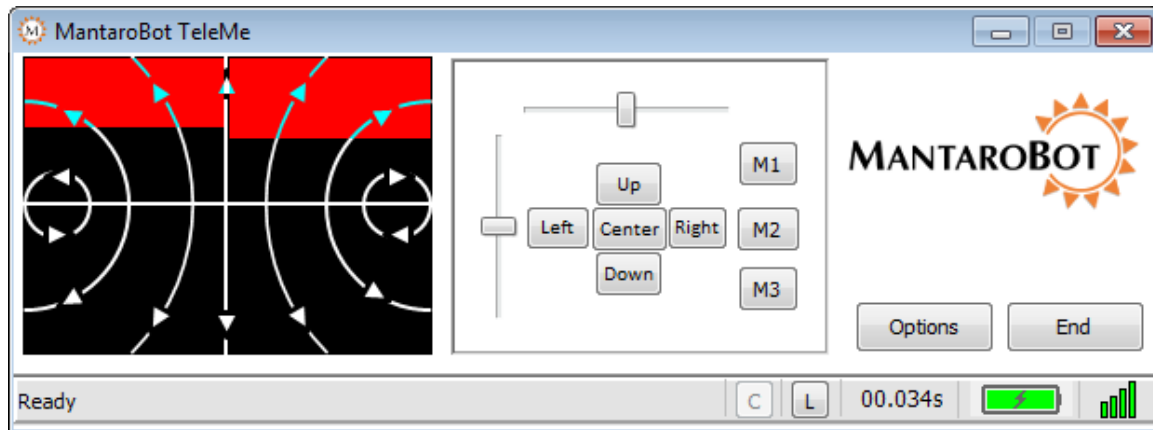 MantaroBot TeleMe
MANTAROBOT
Up
Left Center Right
Down
M1
M2
M3
Options End
Ready C L 00.034s